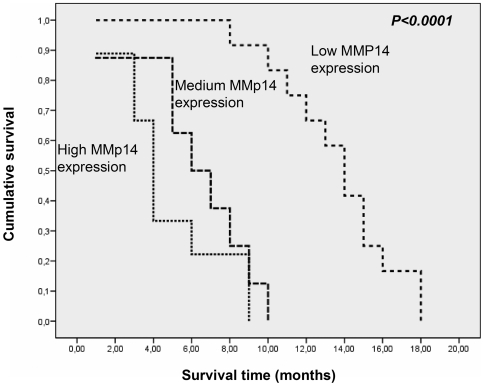 P<0.0001
Low MMP14
expression
Medium MMp14
expression
High MMp14
expression
Cumulative survival
1,0
0,9
0,8
0,7
0,6
0,5
0,4
0,3
0,2
0,1
0,0
0,00 2,00 4,00 6,00 8,00 10,00 12,00 14,00 16,00 18,00 20,00
Survival time (months)